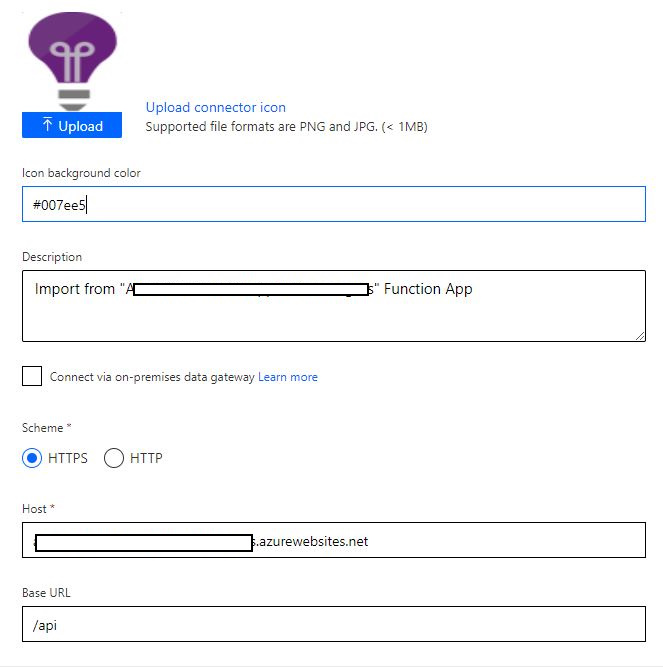 Upload
Upload connector icon
Supported file formats are PNG and JPG. (< 1MB)
Icon background color
#007ee5
Description
Import from "A s" Function App
Connect via on-premises data gateway Learn more
Scheme *
HTTPS HTTP
Host *
s.azurewebsites.net
Base URL
/api